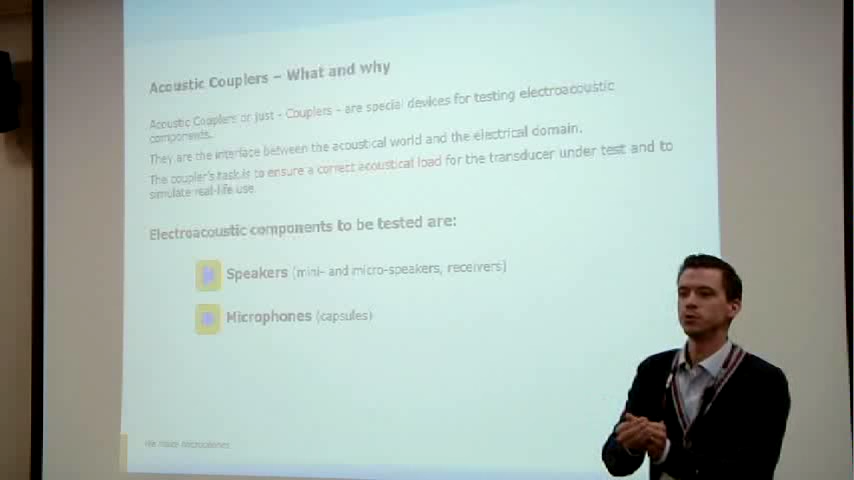 Acoustic Couplers – What and why
Acoustic Couplers or just - Couplers - are special devices for testing electroacoustic
components.
They are the interface between the acoustical world and the electrical domain.
The coupler's task is to ensure a correct acoustical load for the transducer under test and to
simulate real-life use
Electroacoustic components to be tested are:
Speakers (mini- and micro-speakers, receivers)
Microphones (capsules)
We make microphones